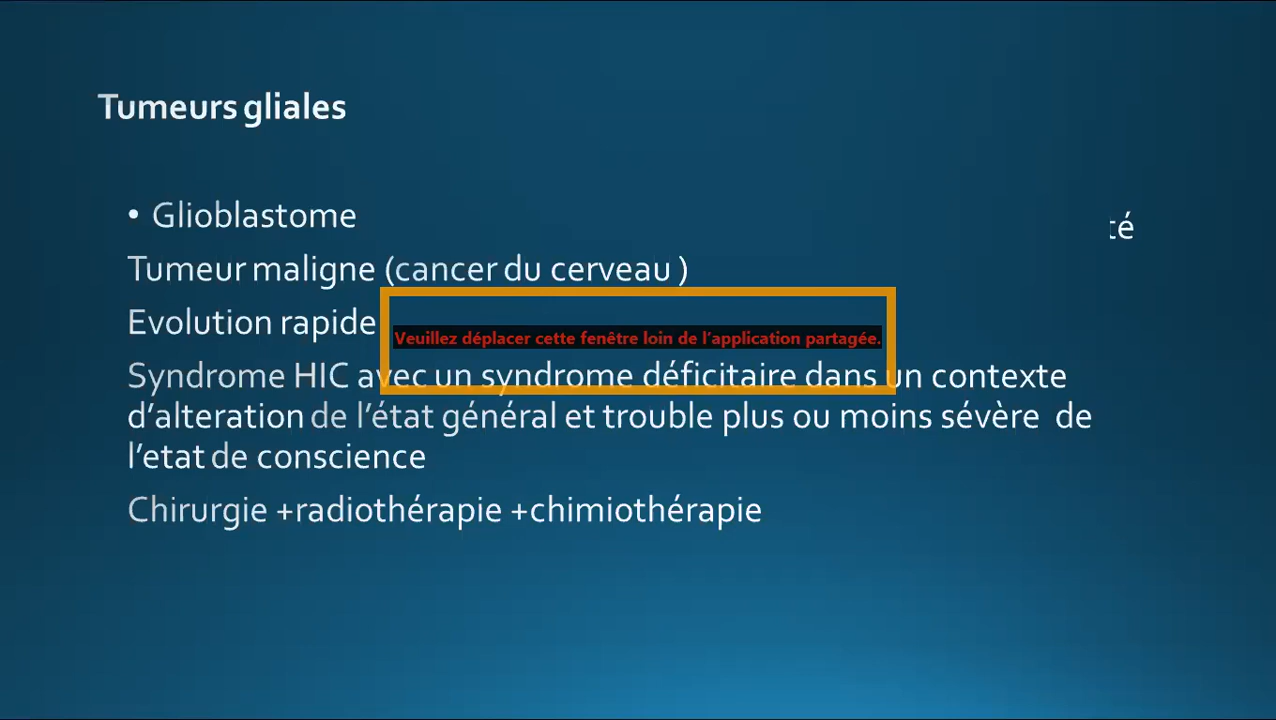 Tumeurs gliales
• Glioblastome
té
Tumeur maligne (cancer du cerveau )
Evolution rapide
Veuillez déplacer cette fenêtre loin de l’application partagée.
Syndrome HIC avec un syndrome déficitaire dans un contexte
d’alteration de l’état général et trouble plus ou moins sévère de
l’etat de conscience
Chirurgie +radiothérapie +chimiothérapie